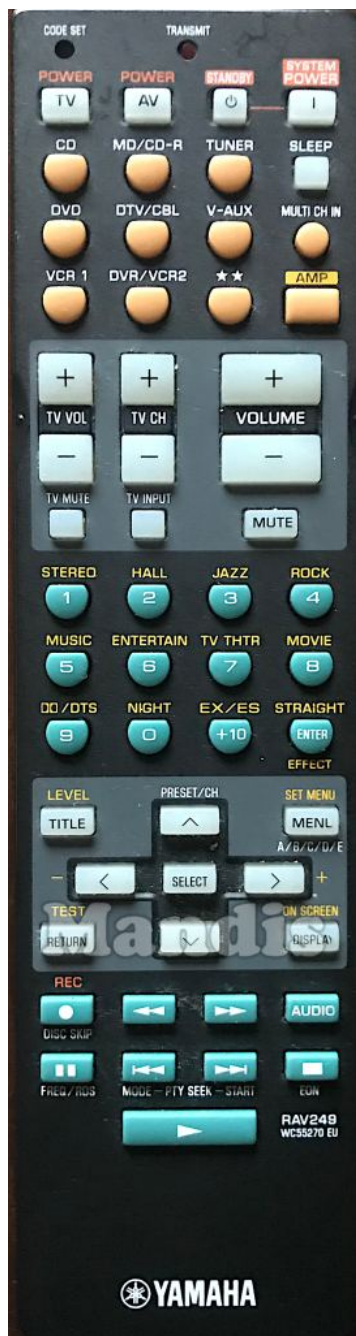 CODE SET TRANSMIT
POWER POWER STANDBY SYSTEM POWER
TV AV I
CD MD/CD-R TUNER SLEEP
DVD DTV/CBL V-AUX MULTI CH IN
VCR 1 DVR/VCR2 ★★ AMP
+ + +
TV VOL TV CH VOLUME
− − −
TV MUTE TV INPUT
MUTE
STEREO HALL JAZZ ROCK
1 2 3 4
MUSIC ENTERTAIN TV THTR MOVIE
5 6 7 8
DD/DTS NIGHT EX/ES STRAIGHT
9 0 +10 ENTER
EFFECT
LEVEL PRESET/CH SET MENU
TITLE MENU
A/B/C/D/E
− < SELECT > +
TEST ON SCREEN
RETURN DISPLAY
Mandis
REC
AUDIO
DISC SKIP
FREQ/RDS MODE – PTY SEEK – START EON
RAV249
WC55270 EU
YAMAHA